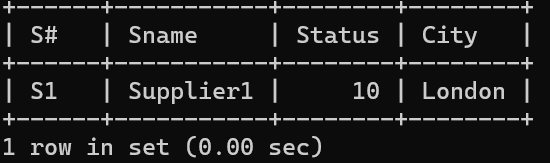 +------+-----------+--------+--------+
| S#   | Sname     | Status | City   |
+------+-----------+--------+--------+
| S1   | Supplier1 |     10 | London |
+------+-----------+--------+--------+
1 row in set (0.00 sec)